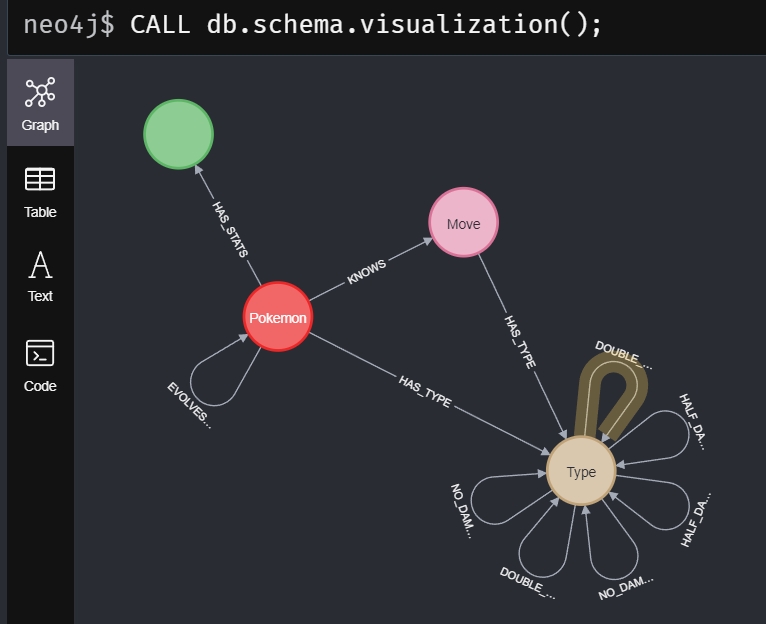 neo4j$ CALL db.schema.visualization();
Graph
Table
Text
Code
HAS_STATS
Move
KNOWS
Pokemon
HAS_TYPE
HAS_TYPE
EVOLVES...
DOUBLE_...
HALF_DA...
Type
NO_DAM...
HALF_DA...
DOUBLE_...
NO_DAM...